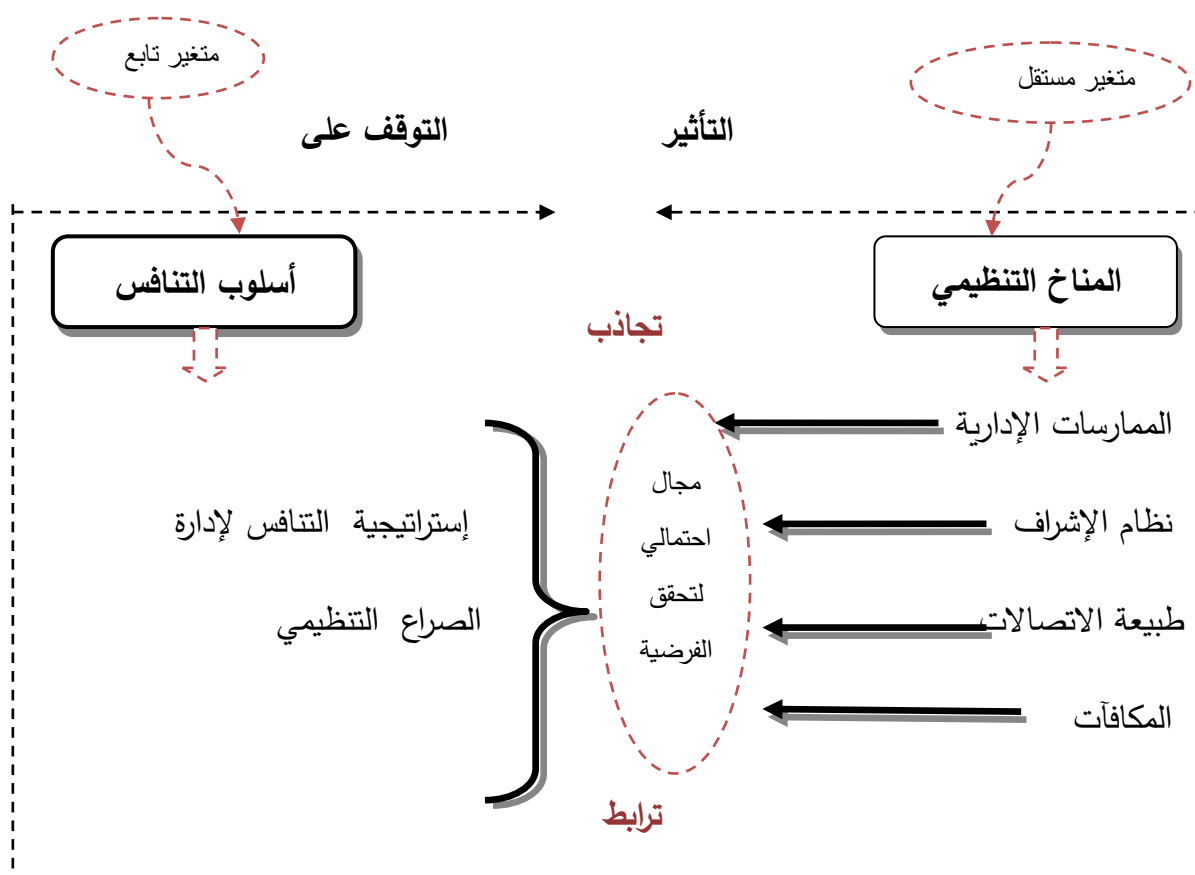 متغير مستقل
متغير تابع
التأثير
التوقف على
المناخ التنظيمي
أسلوب التنافس
تجاذب
الممارسات الإدارية
نظام الإشراف
طبيعة الاتصالات
المكافآت
مجال
احتمالي
لتحقق
الفرضية
إستراتيجية التنافس لإدارة
الصراع التنظيمي
ترابط